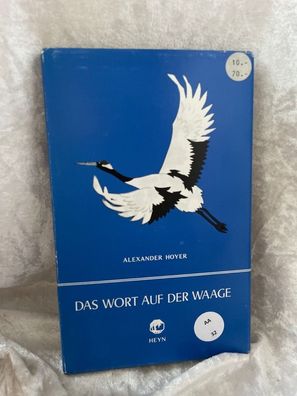 10.-
70.-
ALEXANDER HOYER
DAS WORT AUF DER WAAGE
HEYN
AA
32